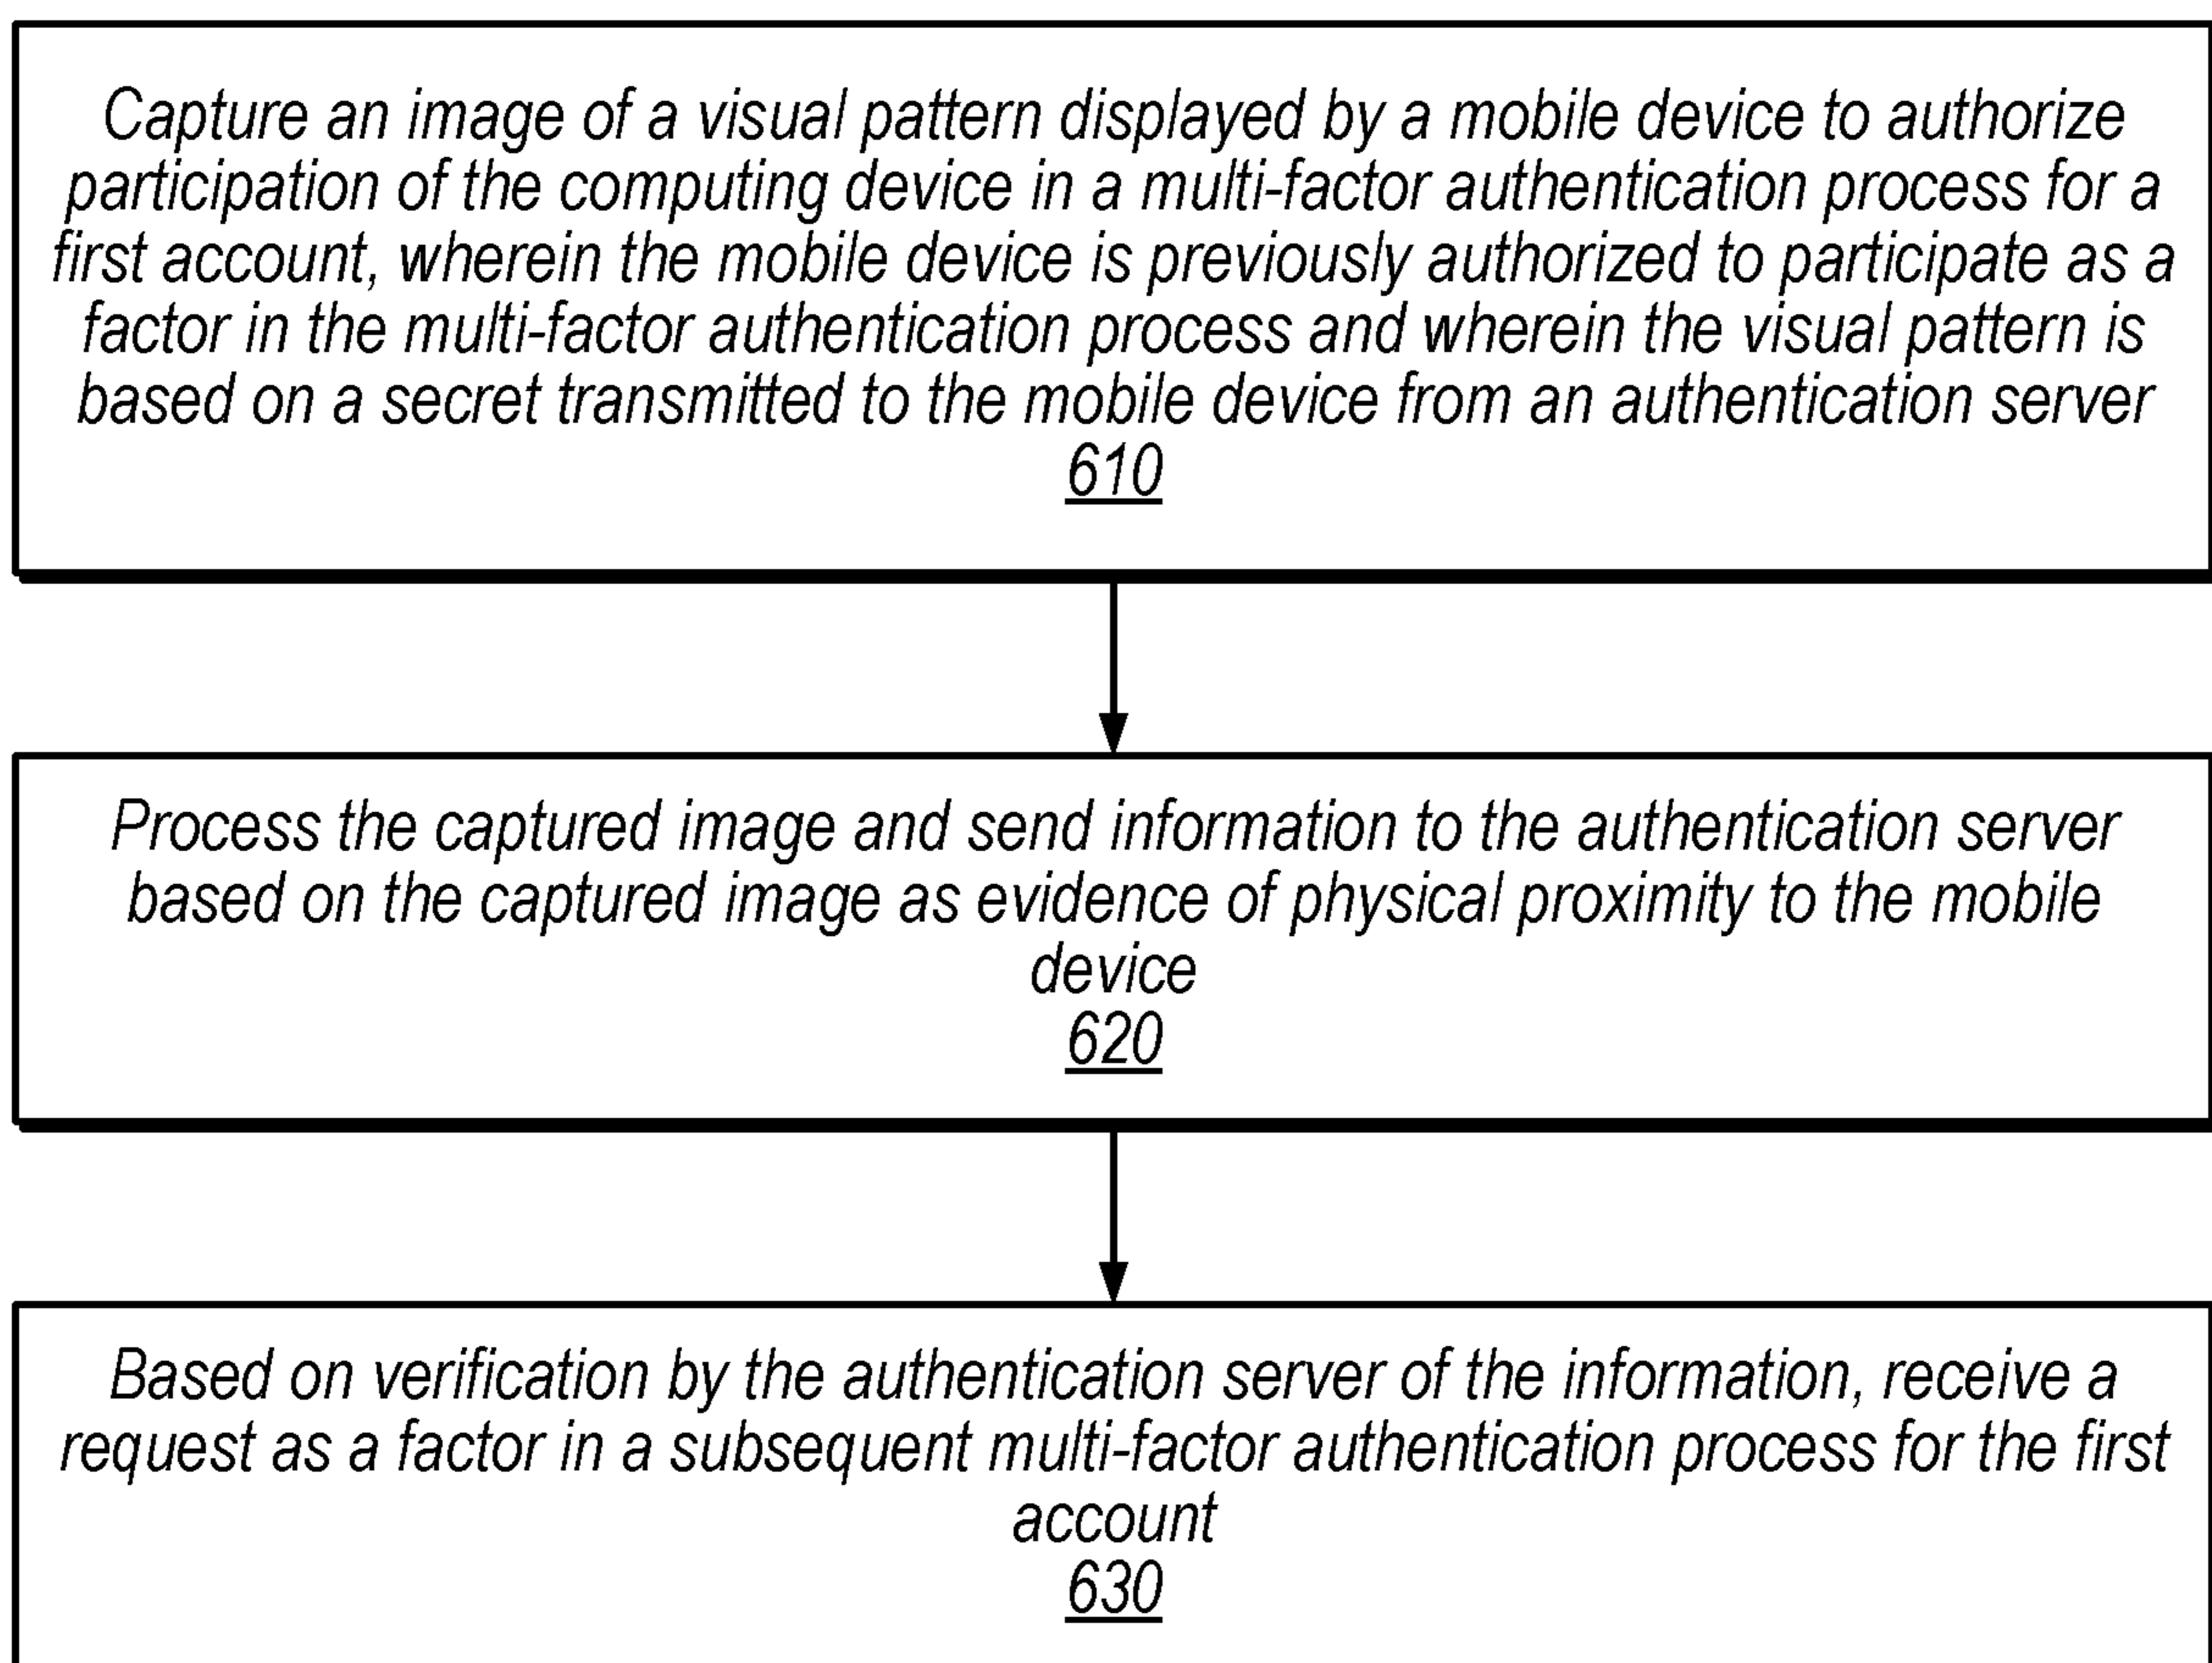 Capture an image of a visual pattern displayed by a mobile device to authorize
participation of the computing device in a multi-factor authentication process for a
first account, wherein the mobile device is previously authorized to participate as a
factor in the multi-factor authentication process and wherein the visual pattern is
based on a secret transmitted to the mobile device from an authentication server
610
Process the captured image and send information to the authentication server
based on the captured image as evidence of physical proximity to the mobile
device
620
Based on verification by the authentication server of the information, receive a
request as a factor in a subsequent multi-factor authentication process for the first
account
630